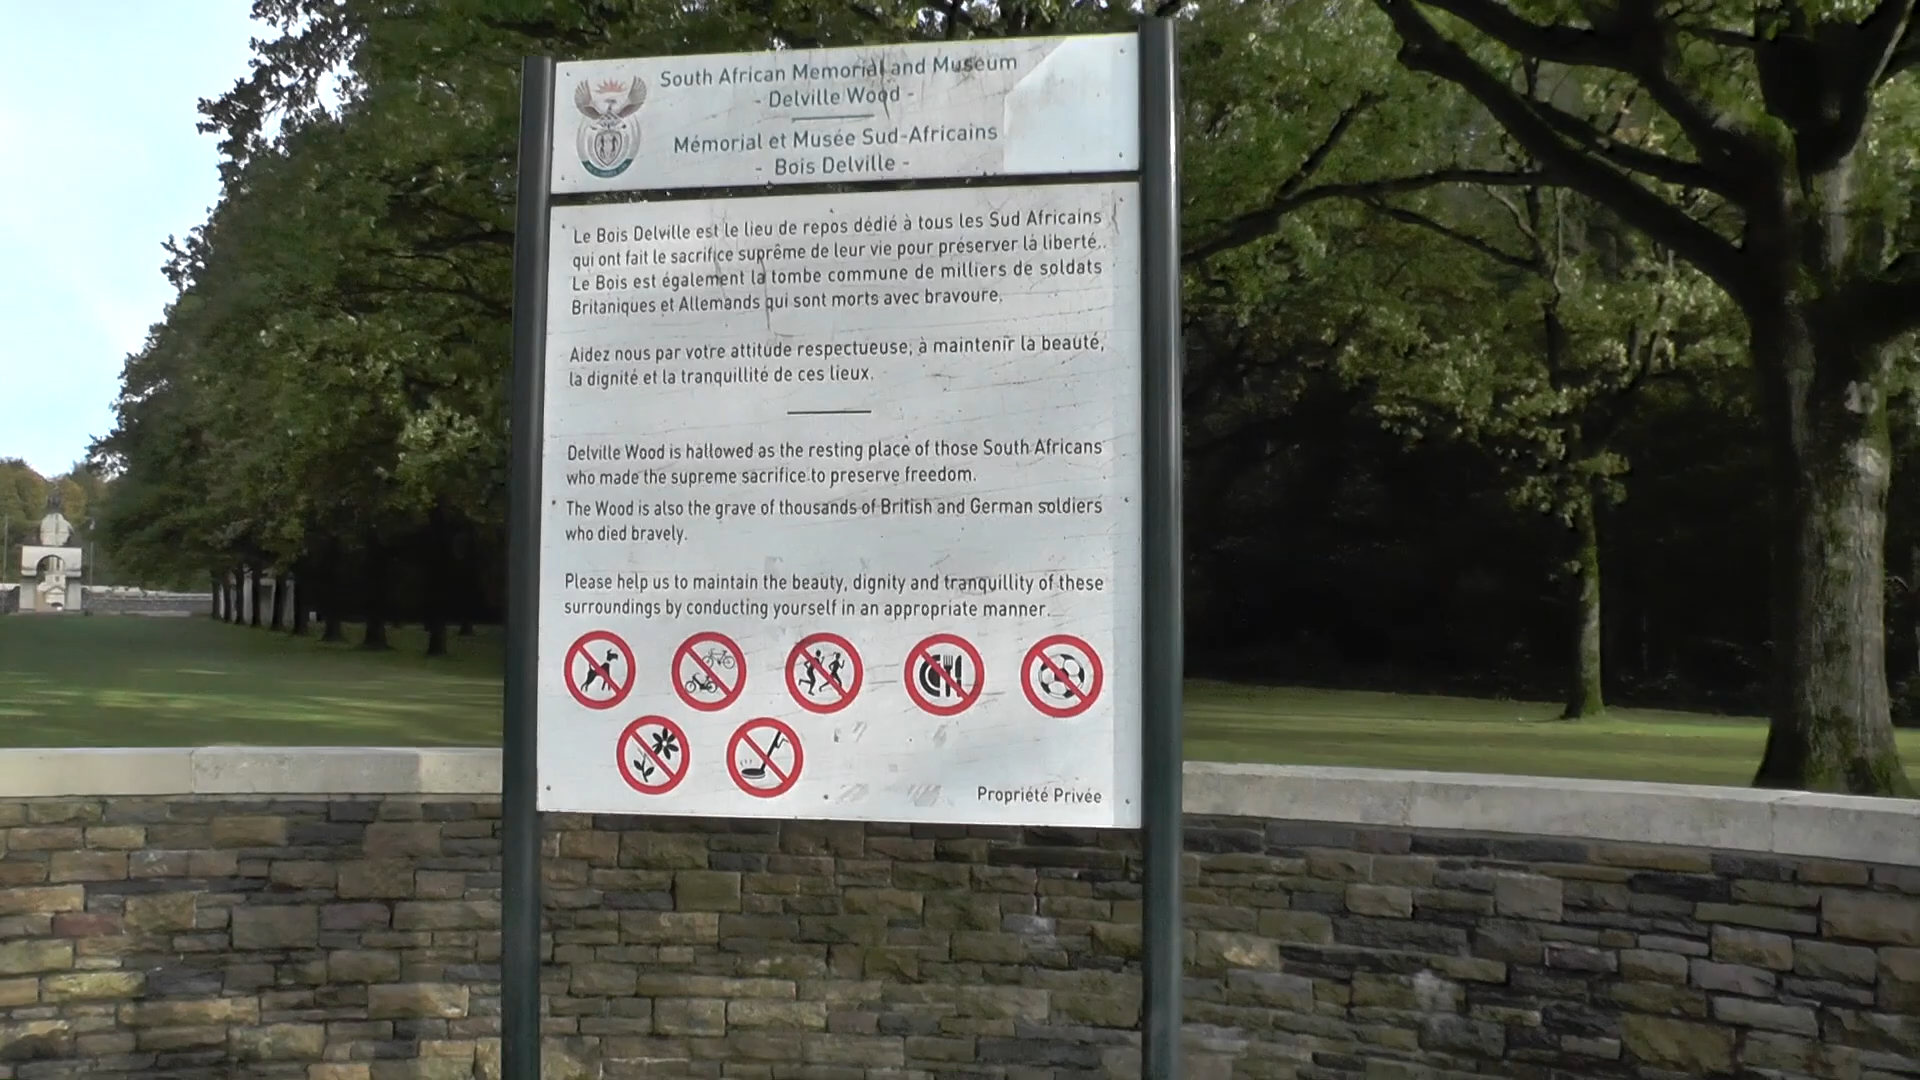 South African Memorial and Museum
- Delville Wood -
Mémorial et Musée Sud-Africains
- Bois Delville -
Le Bois Delville est le lieu de repos dédié à tous les Sud Africains
qui ont fait le sacrifice suprême de leur vie pour préserver la liberté.
Le Bois est également la tombe commune de milliers de soldats
Britaniques et Allemands qui sont morts avec bravoure.
Aidez nous par votre attitude respectueuse, à maintenir la beauté,
la dignité et la tranquillité de ces lieux.
Delville Wood is hallowed as the resting place of those South Africans
who made the supreme sacrifice to preserve freedom.
The Wood is also the grave of thousands of British and German soldiers
who died bravely.
Please help us to maintain the beauty, dignity and tranquillity of these
surroundings by conducting yourself in an appropriate manner.
Propriété Privée